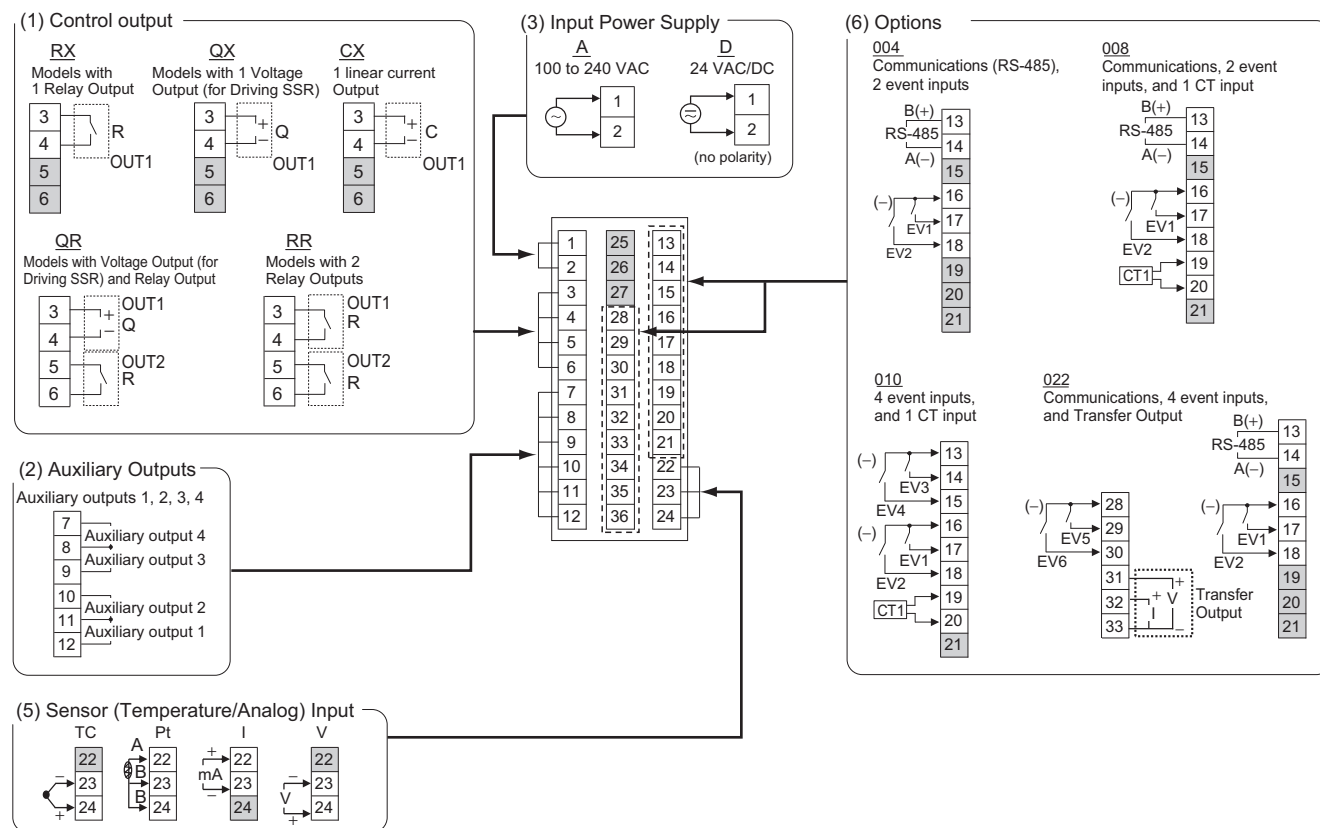 (1) Control output
RX
Models with
1 Relay Output
3
4
5
6
R
OUT1
QX
Models with 1 Voltage
Output (for Driving SSR)
3
4
5
6
+
−
Q
OUT1
CX
1 linear current
Output
3
4
5
6
+
−
C
OUT1
QR
Models with Voltage Output (for
Driving SSR) and Relay Output
3
4
5
6
OUT1
+
−
Q
OUT2
R
RR
Models with 2
Relay Outputs
3
4
5
6
OUT1
R
OUT2
R
(2) Auxiliary Outputs
Auxiliary outputs 1, 2, 3, 4
7
8
9
10
11
12
Auxiliary output 4
Auxiliary output 3
Auxiliary output 2
Auxiliary output 1
(3) Input Power Supply
A
100 to 240 VAC
1
2
D
24 VAC/DC
1
2
(no polarity)
1 25 13
2 26 14
3 27 15
4 28 16
5 29 17
6 30 18
7 31 19
8 32 20
9 33 21
10 34 22
11 35 23
12 36 24
(5) Sensor (Temperature/Analog) Input
TC
22
− 23
+ 24
Pt
A 22
B 23
B 24
I
+ 22
mA
− 23
24
V
22
− 23
V
+ 24
(6) Options
004
Communications (RS-485),
2 event inputs
B(+)
RS-485
A(−)
(−)
EV1
EV2
13
14
15
16
17
18
19
20
21
008
Communications, 2 event
inputs, and 1 CT input
B(+)
RS-485
A(−)
(−)
EV1
EV2
CT1
13
14
15
16
17
18
19
20
21
010
4 event inputs,
and 1 CT input
(−)
EV3
EV4
(−)
EV1
EV2
CT1
13
14
15
16
17
18
19
20
21
022
Communications, 4 event inputs,
and Transfer Output
(−)
EV5
EV6
28
29
30
31
32
33
+
+ V
I
−
Transfer
Output
B(+)
RS-485
A(−)
(−)
EV1
EV2
13
14
15
16
17
18
19
20
21